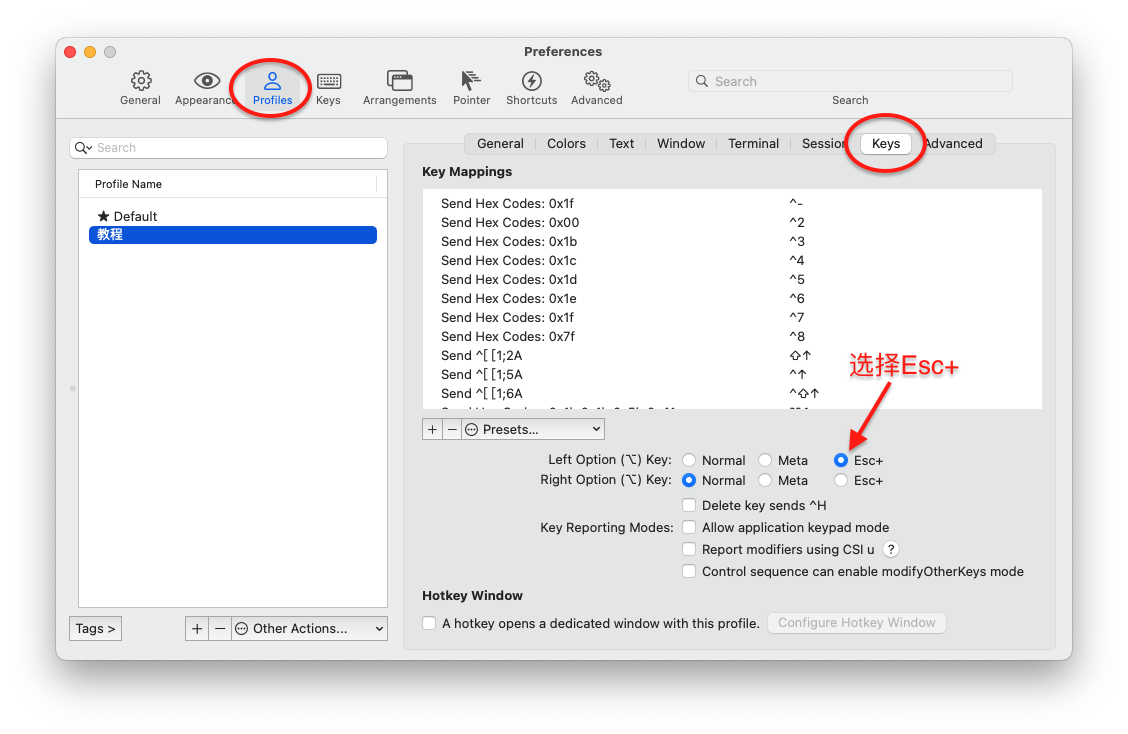 Preferences
General Appearance Profiles Keys Arrangements Pointer Shortcuts Advanced
Search
Search
Search
General Colors Text Window Terminal Session Keys Advanced
Profile Name
★ Default
教程
Key Mappings
Send Hex Codes: 0x1f ^-
Send Hex Codes: 0x00 ^2
Send Hex Codes: 0x1b ^3
Send Hex Codes: 0x1c ^4
Send Hex Codes: 0x1d ^5
Send Hex Codes: 0x1e ^6
Send Hex Codes: 0x1f ^7
Send Hex Codes: 0x7f ^8
Send ^[ [1;2A ⇧↑
Send ^[ [1;5A ^↑
Send ^[ [1;6A ^⇧↑
选择Esc+
+ − Presets...
Left Option (⌥) Key: Normal Meta Esc+
Right Option (⌥) Key: Normal Meta Esc+
Delete key sends ^H
Key Reporting Modes: Allow application keypad mode
Report modifiers using CSI u ?
Control sequence can enable modifyOtherKeys mode
Hotkey Window
A hotkey opens a dedicated window with this profile. Configure Hotkey Window
Tags > + − Other Actions...